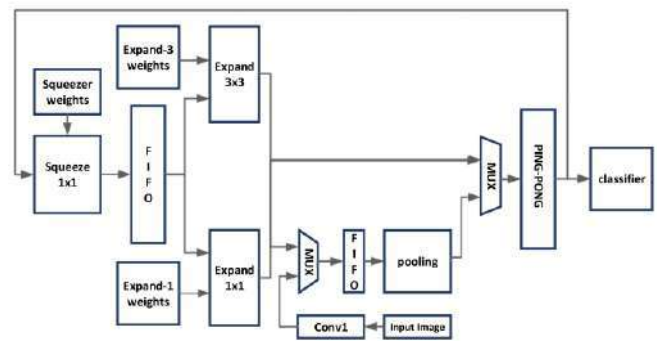 Expand-3
weights
Expand
3x3
Squeezer
weights
Squeeze
1x1
F
I
F
O
Expand-1
weights
Expand
1x1
MUX
F
I
F
O
pooling
Conv1
Input Image
MUX
PING-PONG
classifier